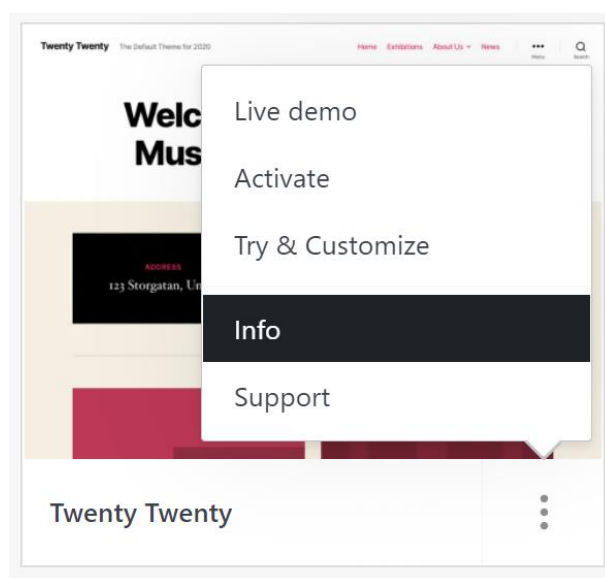 Twenty Twenty The Default Theme for 2020 Home Exhibitions About Us News Menu Search
Welc
Mus
ADDRESS
123 Storgatan, Un
Live demo
Activate
Try & Customize
Info
Support
Twenty Twenty